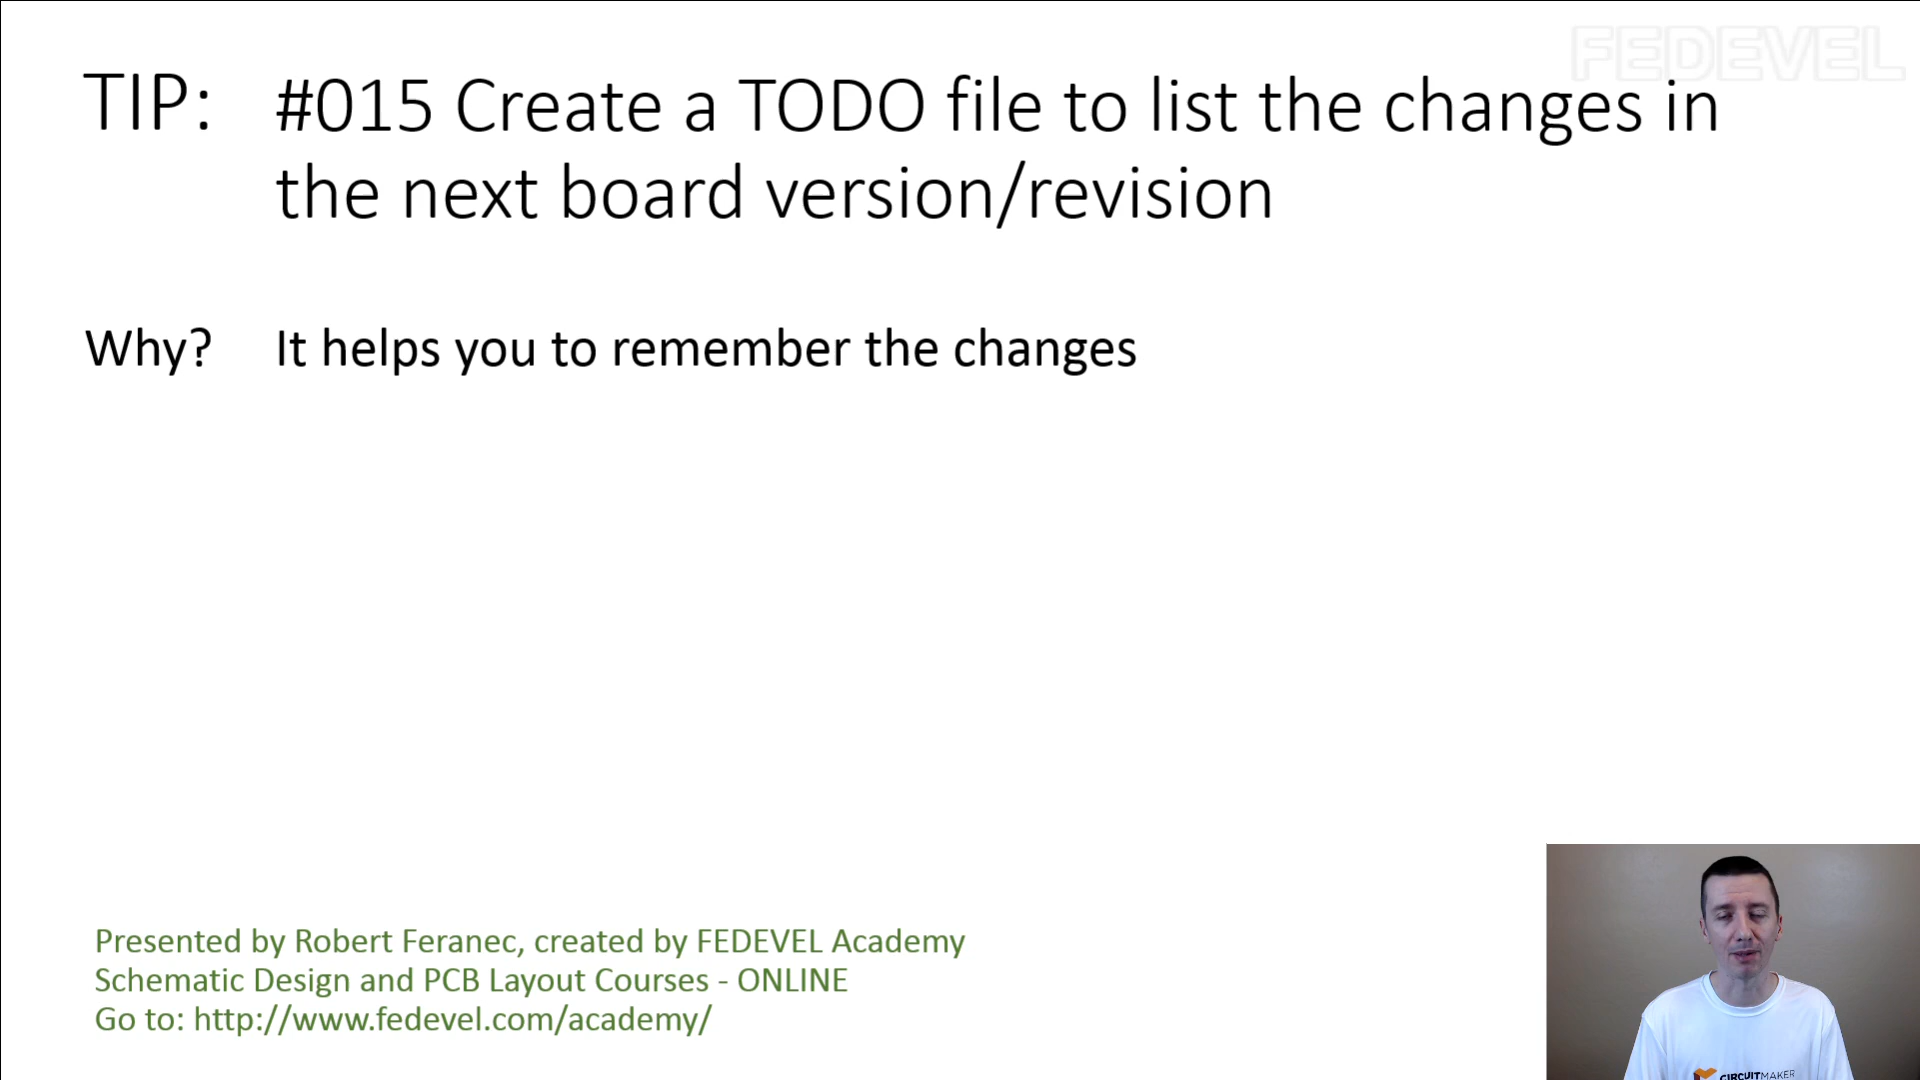 FEDEVEL
TIP: #015 Create a TODO file to list the changes in
the next board version/revision
Why? It helps you to remember the changes
Presented by Robert Feranec, created by FEDEVEL Academy
Schematic Design and PCB Layout Courses - ONLINE
Go to: http://www.fedevel.com/academy/
CIRCUITMAKER